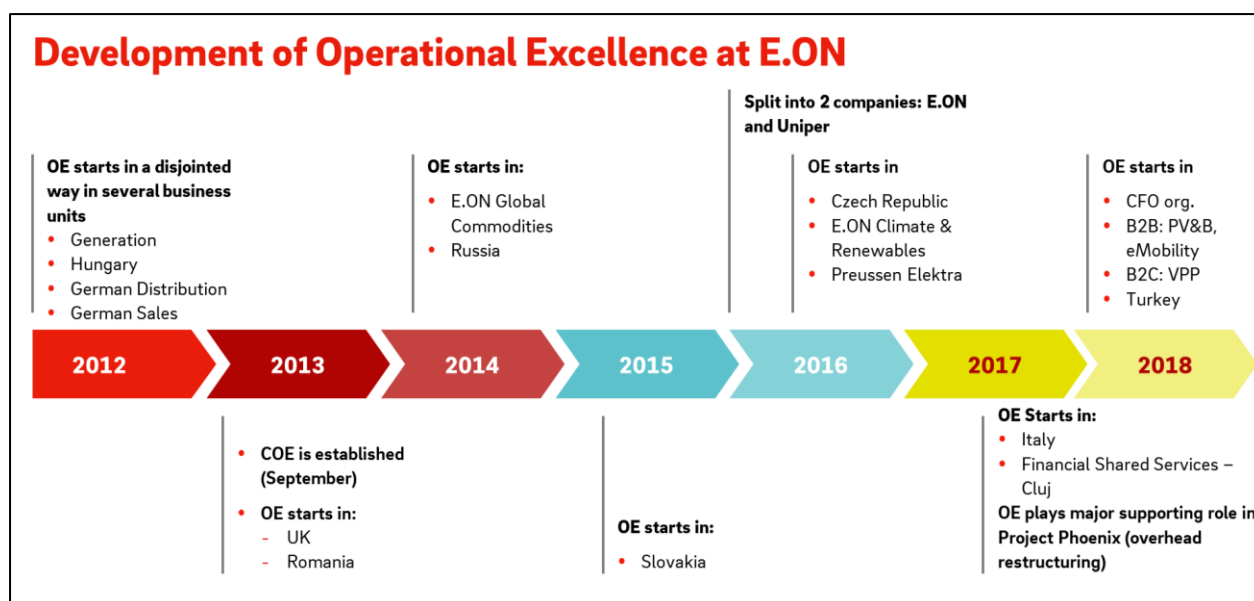 Development of Operational Excellence at E.ON
Split into 2 companies: E.ON
and Uniper
OE starts in a disjointed
way in several business
units
• Generation
• Hungary
• German Distribution
• German Sales
OE starts in:
• E.ON Global
Commodities
• Russia
OE starts in
• Czech Republic
• E.ON Climate &
Renewables
• Preussen Elektra
OE starts in
• CFO org.
• B2B: PV&B,
eMobility
• B2C: VPP
• Turkey
2012
2013
2014
2015
2016
2017
2018
• COE is established
(September)
• OE starts in:
- UK
- Romania
OE starts in:
• Slovakia
OE Starts in:
• Italy
• Financial Shared Services –
Cluj
OE plays major supporting role in
Project Phoenix (overhead
restructuring)